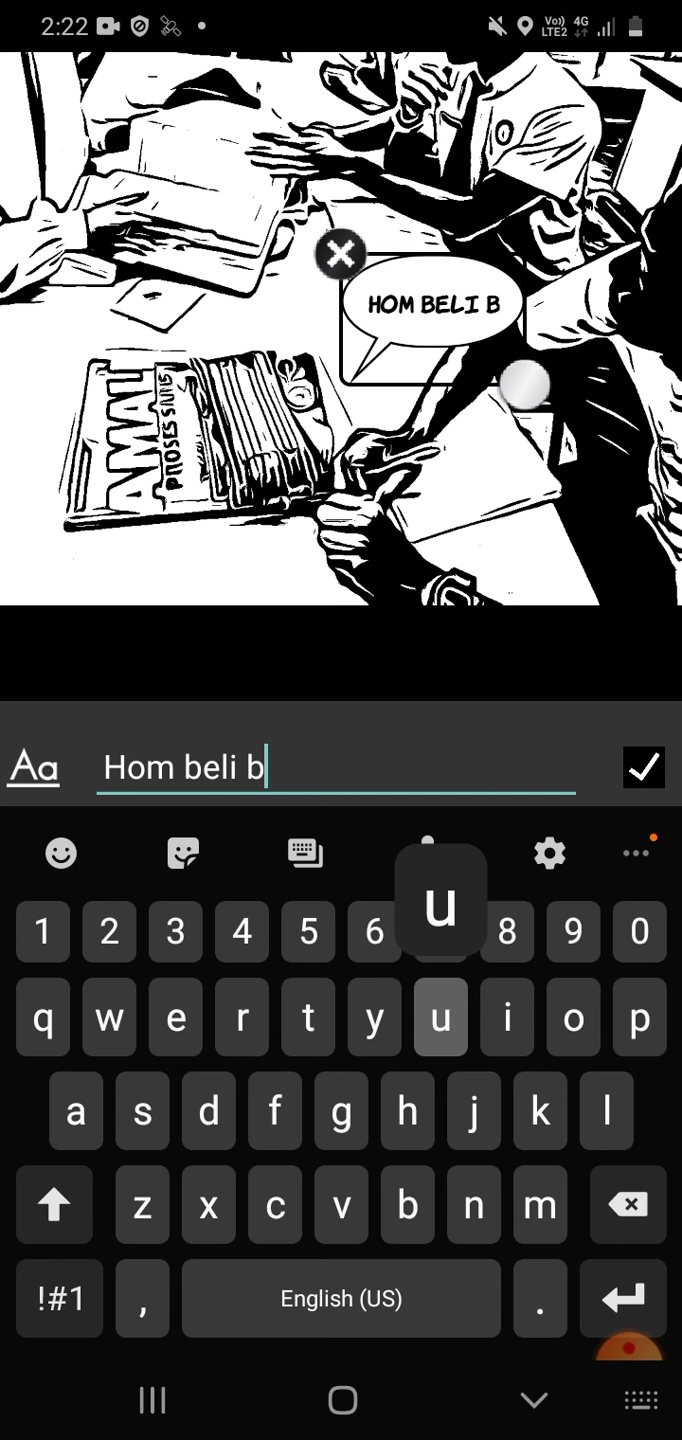 2:22
Vo)) 4G
LTE2
HOM BELI B
AMAL
PROSES SAINS
Aa Hom beli b
u
1 2 3 4 5 6 8 9 0
q w e r t y u i o p
a s d f g h j k l
z x c v b n m
!#1 , English (US) .